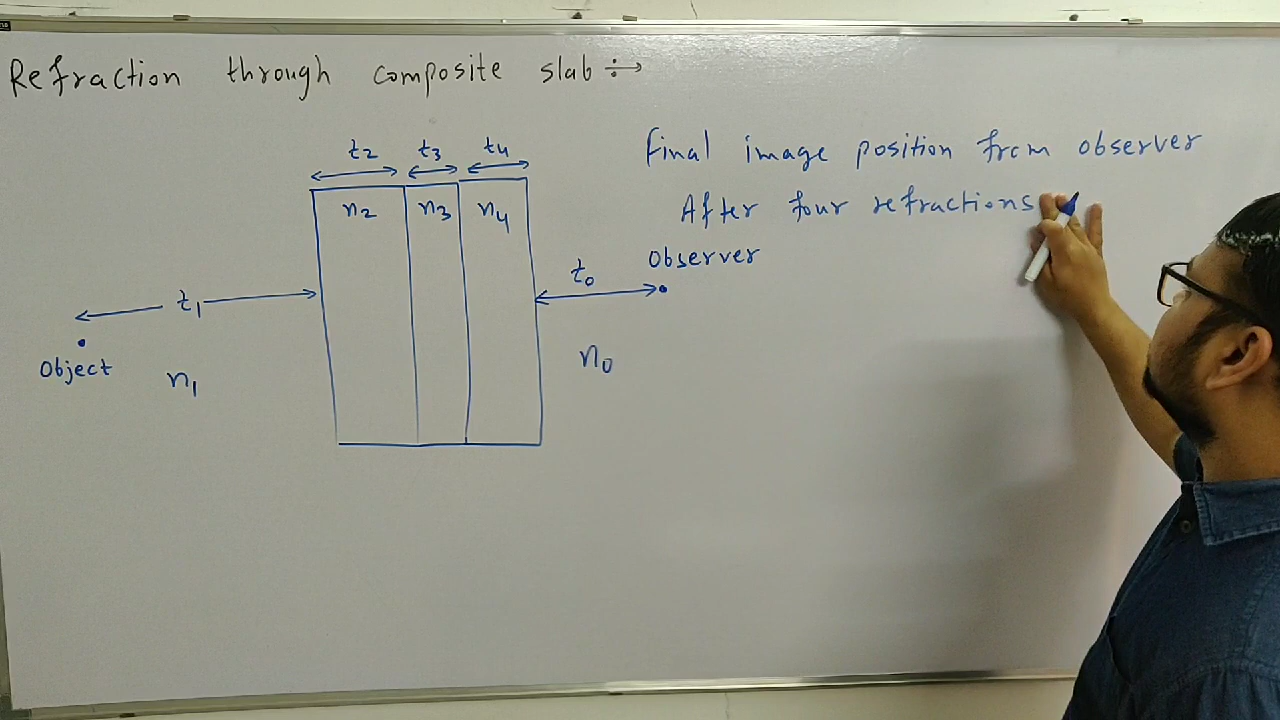 Refraction through composite slab ÷→
t2 t3 t4
Final image position from observer
n2 n3 n4
After four refractions
observer
t0
t1
object
n1
n0